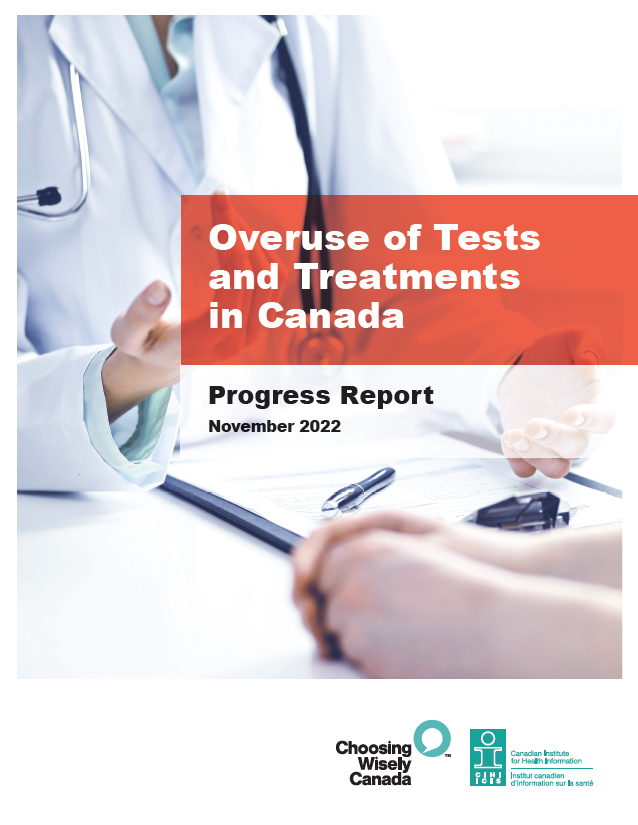 Overuse of Tests
and Treatments
in Canada
Progress Report
November 2022
Choosing
Wisely
Canada
™
CIHI
ICIS
Canadian Institute
for Health Information
Institut canadien
d'information sur la santé